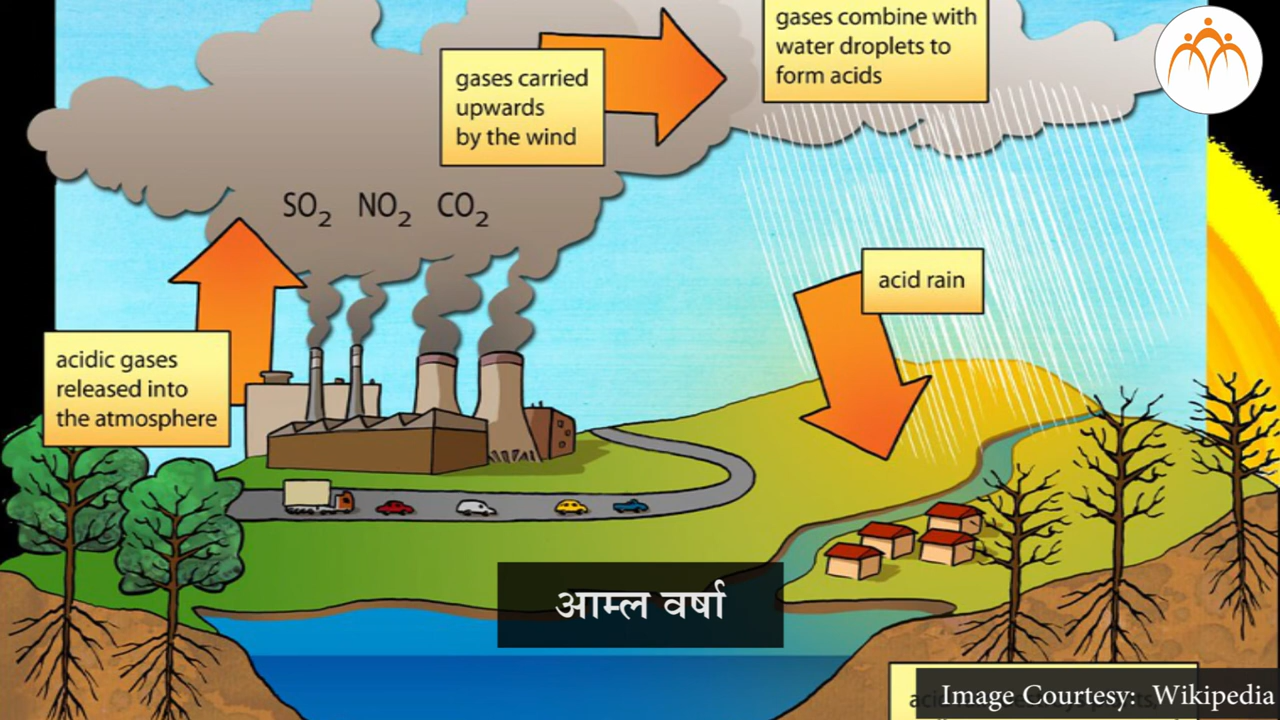 gases combine with
water droplets to
form acids
gases carried
upwards
by the wind
SO₂ NO₂ CO₂
acid rain
acidic gases
released into
the atmosphere
आम्ल वर्षा
Image Courtesy: Wikipedia